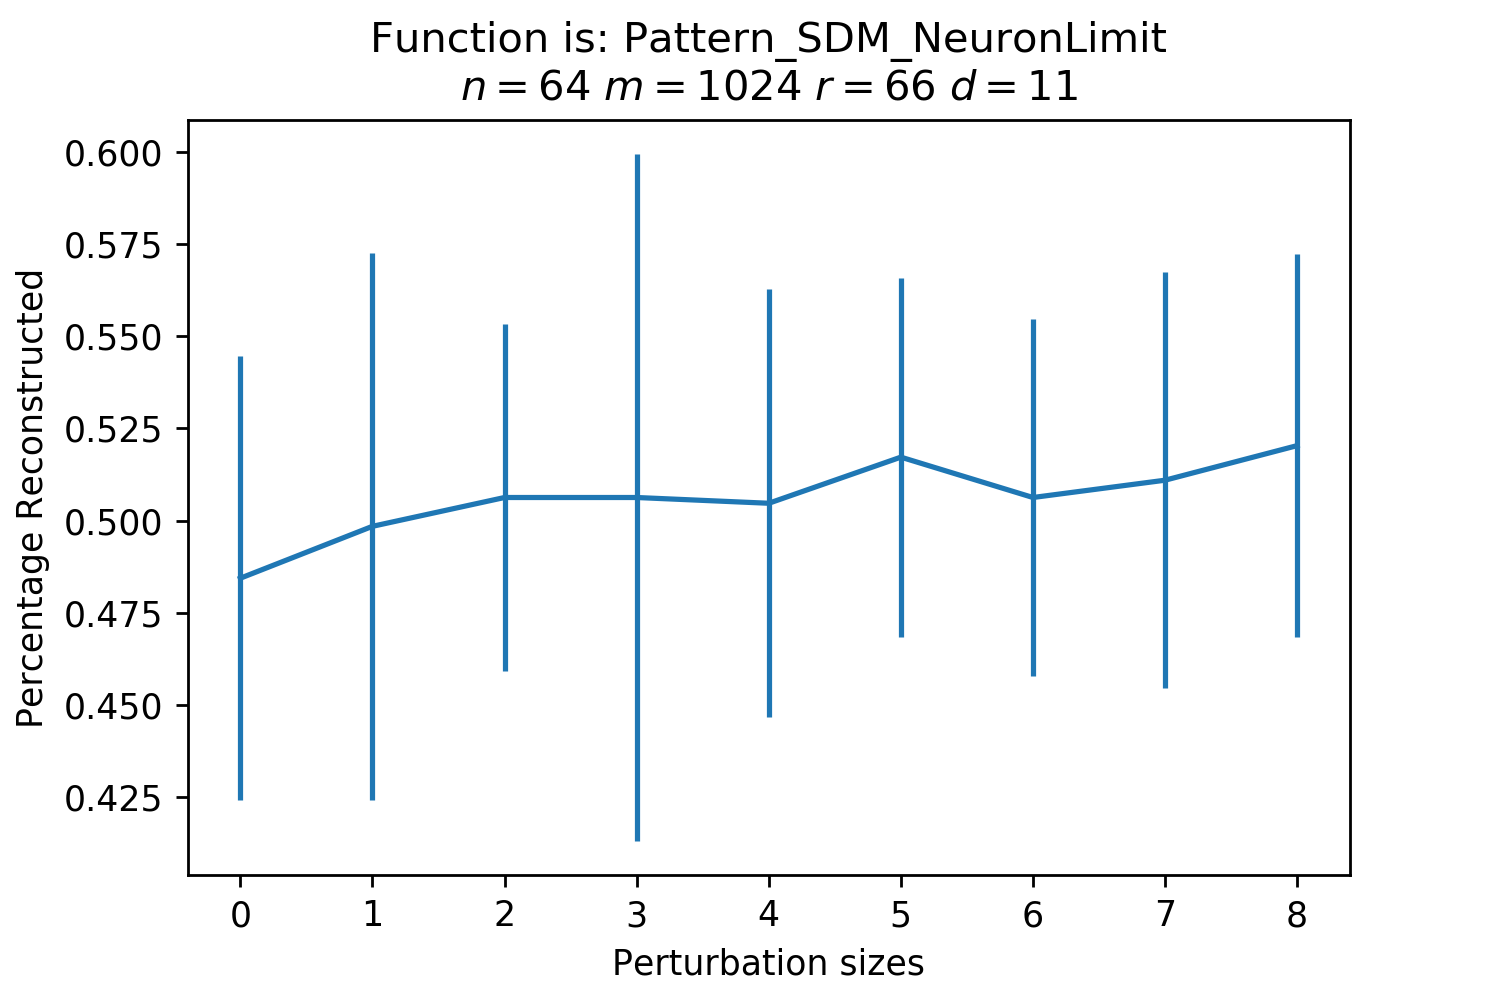 Function is: Pattern_SDM_NeuronLimit
n = 64 m = 1024 r = 66 d = 11
Percentage Reconstructed
0.600
0.575
0.550
0.525
0.500
0.475
0.450
0.425
0 1 2 3 4 5 6 7 8
Perturbation sizes